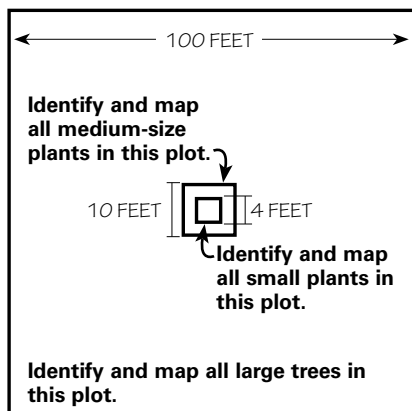 100 FEET
Identify and map
all medium-size
plants in this plot.
10 FEET
4 FEET
Identify and map
all small plants in
this plot.
Identify and map all large trees in
this plot.